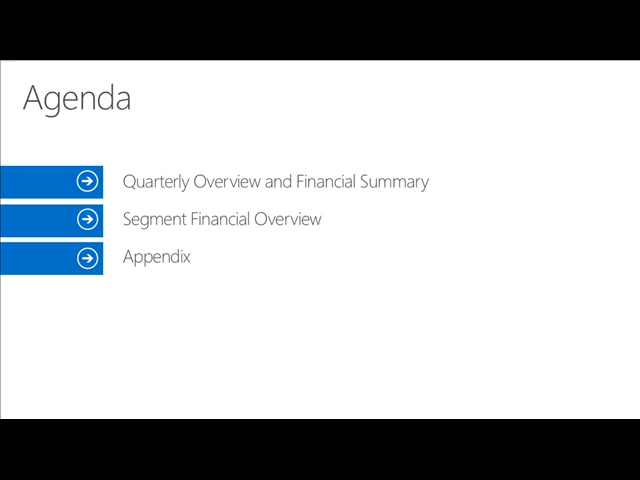 Agenda
Quarterly Overview and Financial Summary
Segment Financial Overview
Appendix